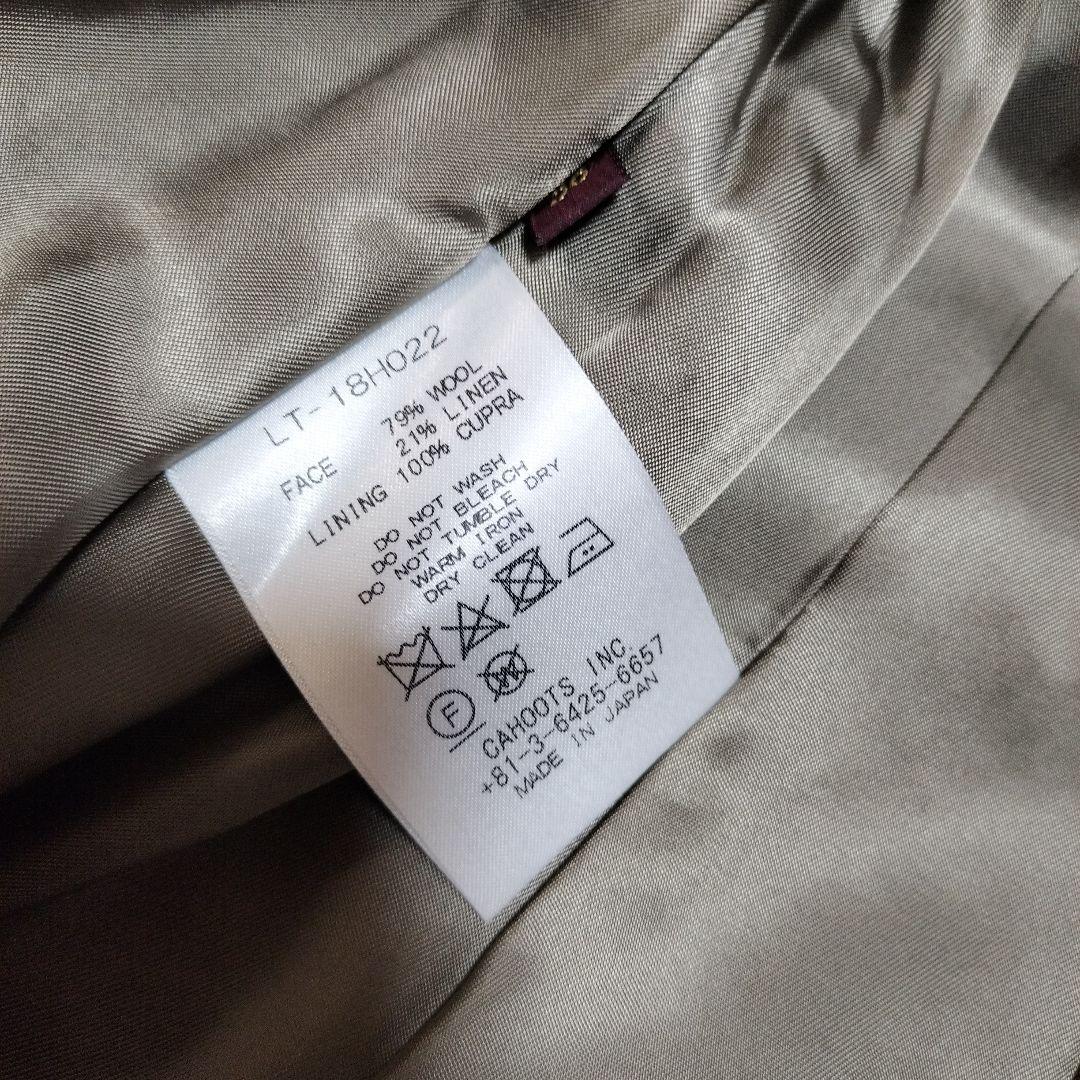 LT-18H022
FACE 79% WOOL
21% LINEN
LINING 100% CUPRA
DO NOT WASH
DO NOT BLEACH
DO NOT TUMBLE DRY
WARM IRON
DRY CLEAN
W
F
CAHOOTS INC.
+81-3-6425-6657
MADE IN JAPAN